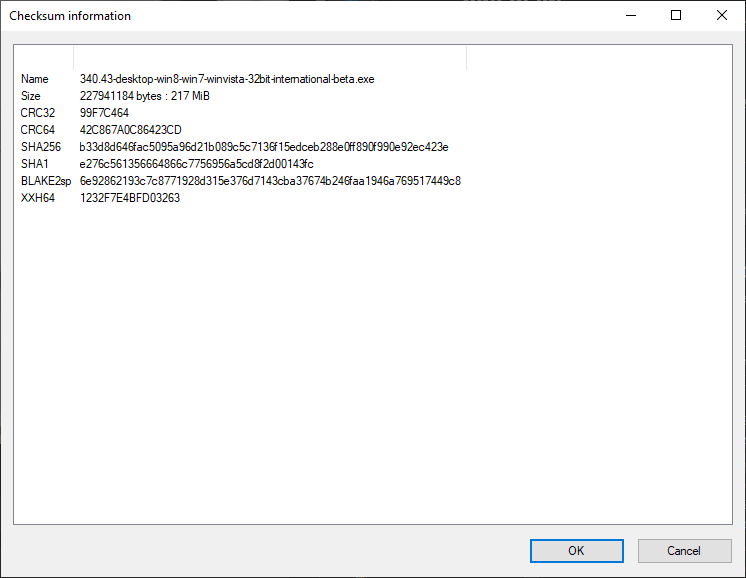 Checksum information
Name 340.43-desktop-win8-win7-winvista-32bit-international-beta.exe
Size 227941184 bytes : 217 MiB
CRC32 99F7C464
CRC64 42C867A0C86423CD
SHA256 b33d8d646fac5095a96d21b089c5c7136f15edceb288e0ff890f990e92ec423e
SHA1 e276c561356664866c7756956a5cd8f2d00143fc
BLAKE2sp 6e92862193c7c8771928d315e376d7143cba37674b246faa1946a769517449c8
XXH64 1232F7E4BFD03263
OK Cancel